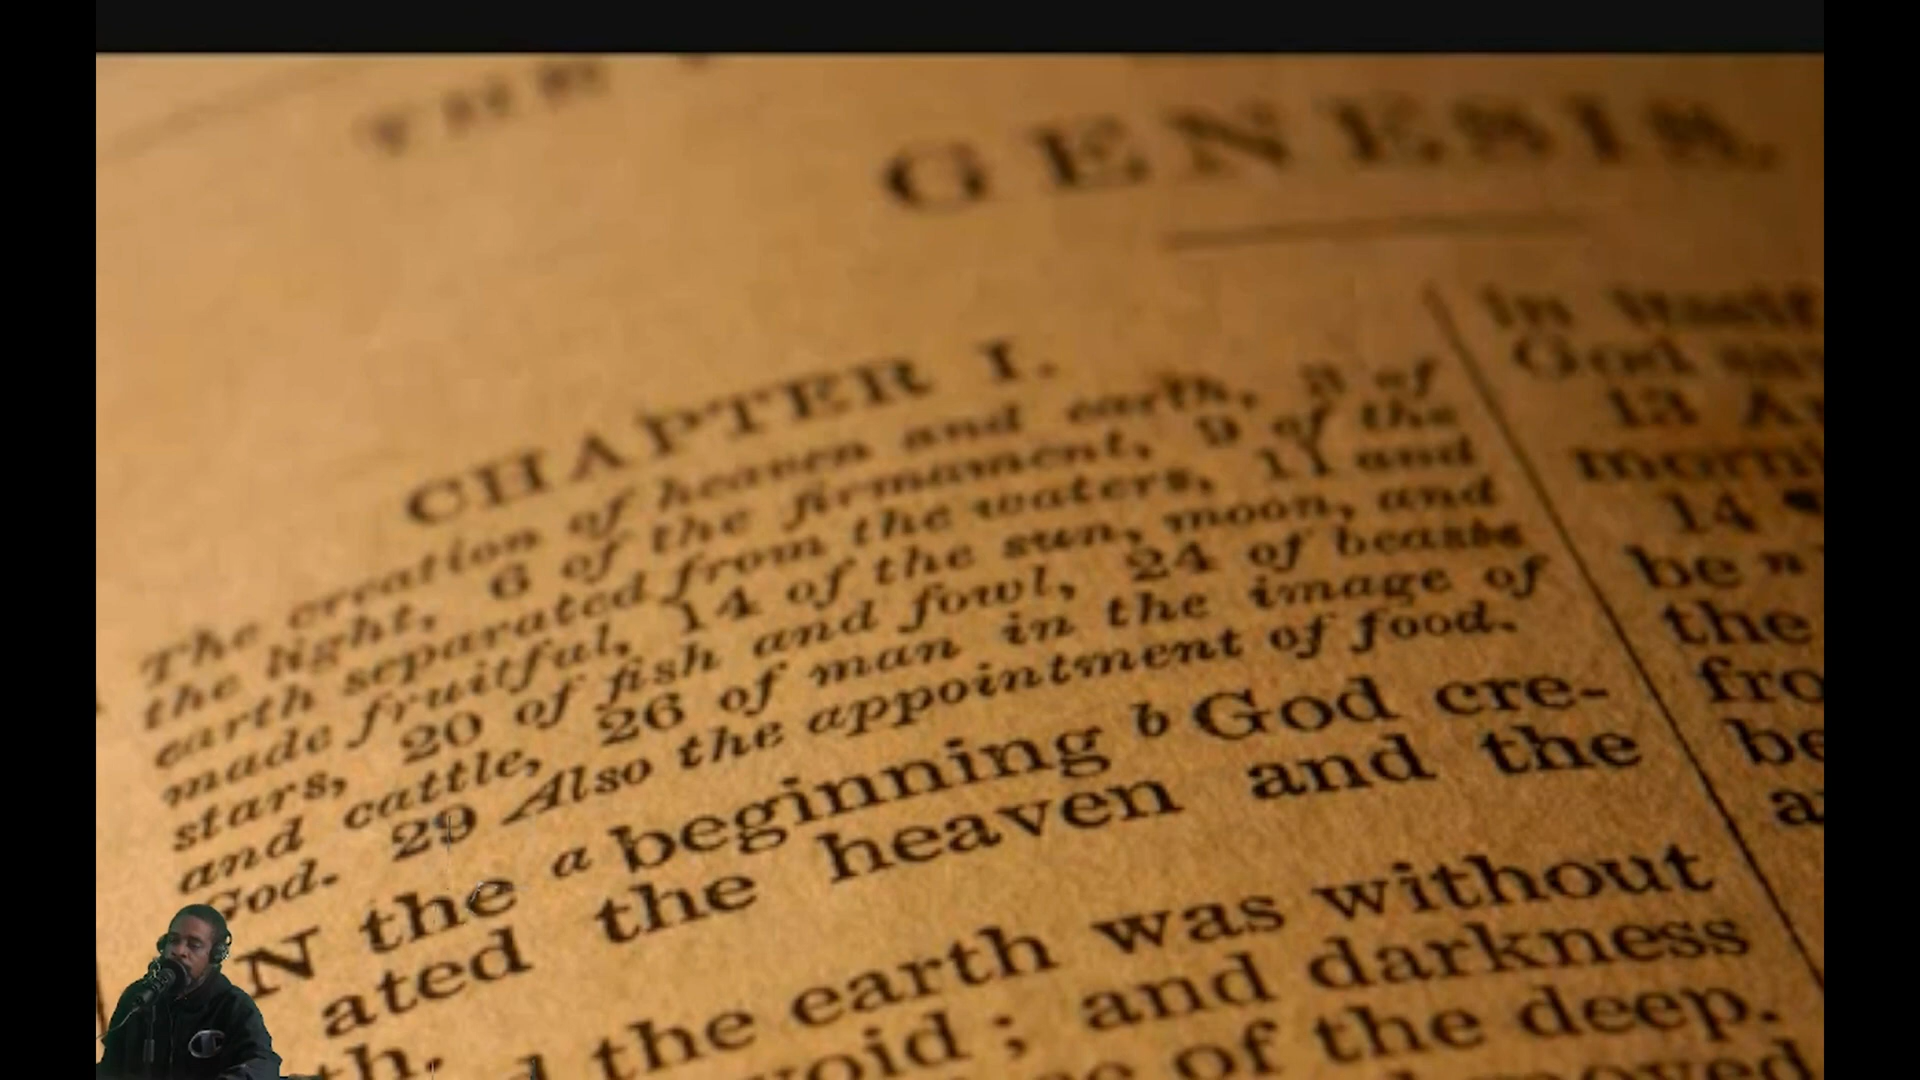 THE
GENESIS.
CHAPTER I.
The creation of heaven and earth, 3 of
the light, 6 of the firmament, 9 of the
earth separated from the waters, 11 and
made fruitful, 14 of the sun, moon, and
stars, 20 of fish and fowl, 24 of beasts
and cattle, 26 of man in the image of
God. 29 Also the appointment of food.
N the a beginning b God cre-
ated the heaven and the
th.
the earth was without
void; and darkness
of the deep.
moved
in itself
God
13
14
be n
the
fro
be